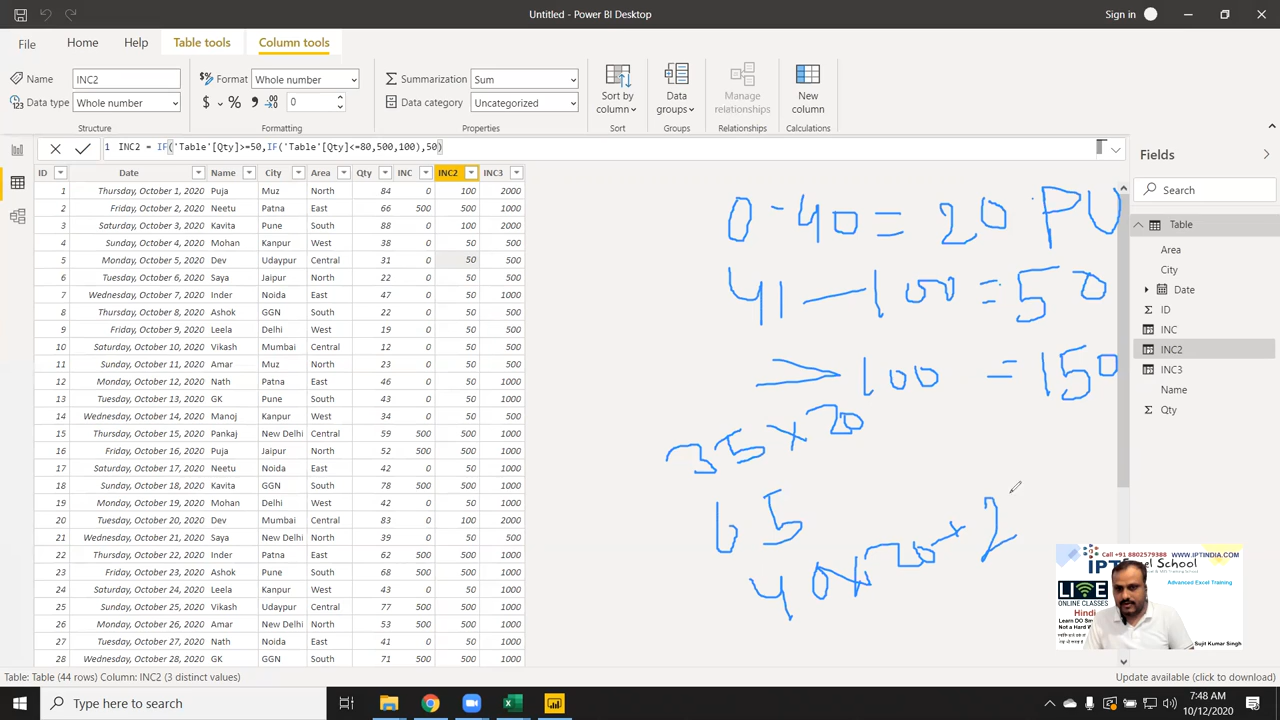 Untitled - Power BI Desktop
Sign in
File Home Help Table tools Column tools
Name INC2
Format Whole number
Summarization Sum
Data type Whole number
$ % 9 .00 0
Data category Uncategorized
Sort by column
Data groups
Manage relationships
New column
Structure Formatting Properties Sort Groups Relationships Calculations
1 INC2 = IF('Table'[Qty]>=50,IF('Table'[Qty]<=80,500,100),50)
ID Date Name City Area Qty INC INC2 INC3
1 Thursday, October 1, 2020 Puja Muz North 84 0 100 2000
2 Friday, October 2, 2020 Neetu Patna East 66 500 500 1000
3 Saturday, October 3, 2020 Kavita Pune South 88 0 100 2000
4 Sunday, October 4, 2020 Mohan Kanpur West 38 0 50 500
5 Monday, October 5, 2020 Dev Udaypur Central 31 0 50 500
6 Tuesday, October 6, 2020 Saya Jaipur North 22 0 50 500
7 Wednesday, October 7, 2020 Inder Noida East 47 0 50 1000
8 Thursday, October 8, 2020 Ashok GGN South 22 0 50 500
9 Friday, October 9, 2020 Leela Delhi West 19 0 50 500
10 Saturday, October 10, 2020 Vikash Mumbai Central 12 0 50 500
11 Sunday, October 11, 2020 Amar Muz North 23 0 50 500
12 Monday, October 12, 2020 Nath Patna East 46 0 50 1000
13 Tuesday, October 13, 2020 GK Pune South 43 0 50 1000
14 Wednesday, October 14, 2020 Manoj Kanpur West 34 0 50 500
15 Thursday, October 15, 2020 Pankaj New Delhi Central 59 500 500 1000
16 Friday, October 16, 2020 Puja Jaipur North 52 500 500 1000
17 Saturday, October 17, 2020 Neetu Noida East 42 0 50 1000
18 Sunday, October 18, 2020 Kavita GGN South 78 500 500 1000
19 Monday, October 19, 2020 Mohan Delhi West 42 0 50 1000
20 Tuesday, October 20, 2020 Dev Mumbai Central 83 0 100 2000
21 Wednesday, October 21, 2020 Saya New Delhi North 39 0 50 500
22 Thursday, October 22, 2020 Inder Patna East 62 500 500 1000
23 Friday, October 23, 2020 Ashok Pune South 68 500 500 1000
24 Saturday, October 24, 2020 Leela Kanpur West 43 0 50 1000
25 Sunday, October 25, 2020 Vikash Udaypur Central 77 500 500 1000
26 Monday, October 26, 2020 Amar New Delhi North 53 500 500 1000
27 Tuesday, October 27, 2020 Nath Noida East 41 0 50 1000
28 Wednesday, October 28, 2020 GK GGN South 71 500 500 1000
Table: Table (44 rows) Column: INC2 (3 distinct values)
0-40 = 20 PU
41 — 100 = 50
> 100 = 150
35 x 20
65
40 x 20 x 2
Fields
Search
Table
Area
City
Date
ID
INC
INC2
INC3
Name
Qty
Call +91 8802579388 WWW.IPTINDIA.COM
IPT Excel School
Advanced Excel Training
LIVE
ONLINE CLASSES
Hindi
Learn DO
Not a Hard W
Sujit Kumar Singh
Update available (click to download)
Type here to search
7:48 AM
10/12/2020